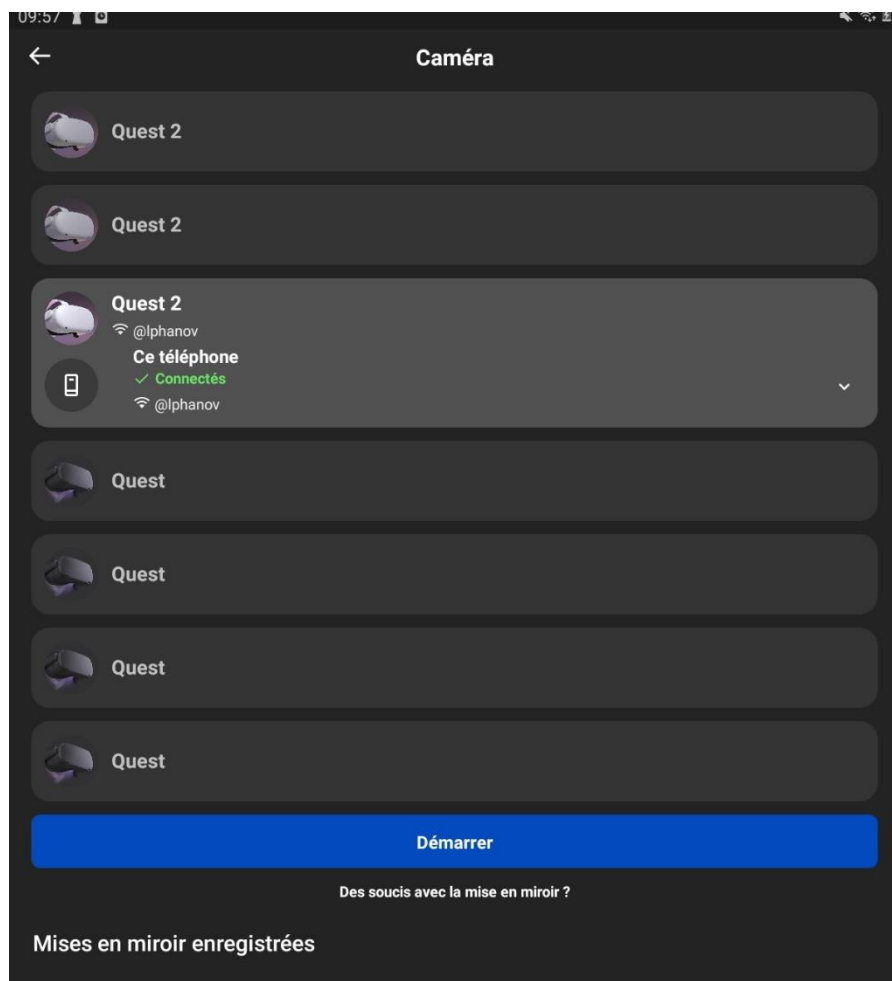 09:57
Caméra
Quest 2
Quest 2
Quest 2
@lphanov
Ce téléphone
Connectés
@lphanov
Quest
Quest
Quest
Quest
Démarrer
Des soucis avec la mise en miroir ?
Mises en miroir enregistrées